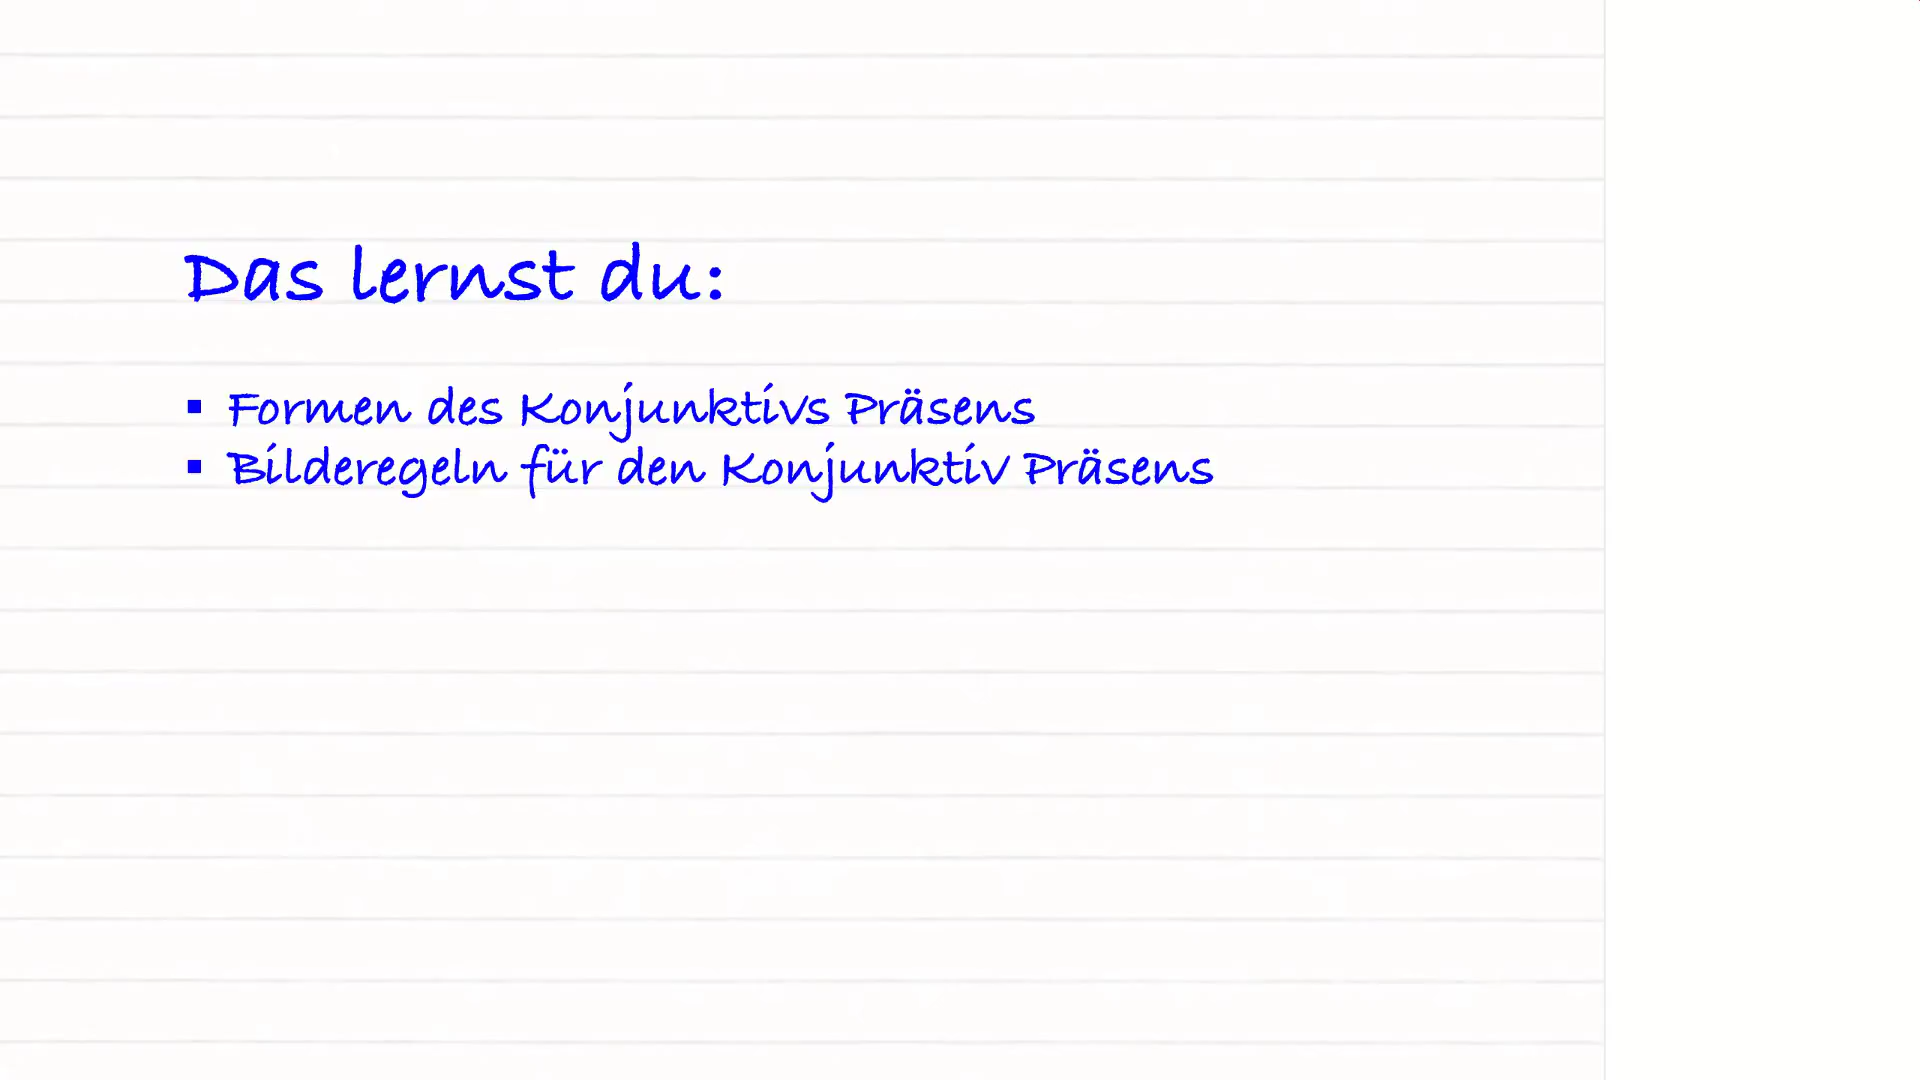 Das lernst du:
▪ Formen des Konjunktivs Präsens
▪ Bilderegeln für den Konjunktiv Präsens